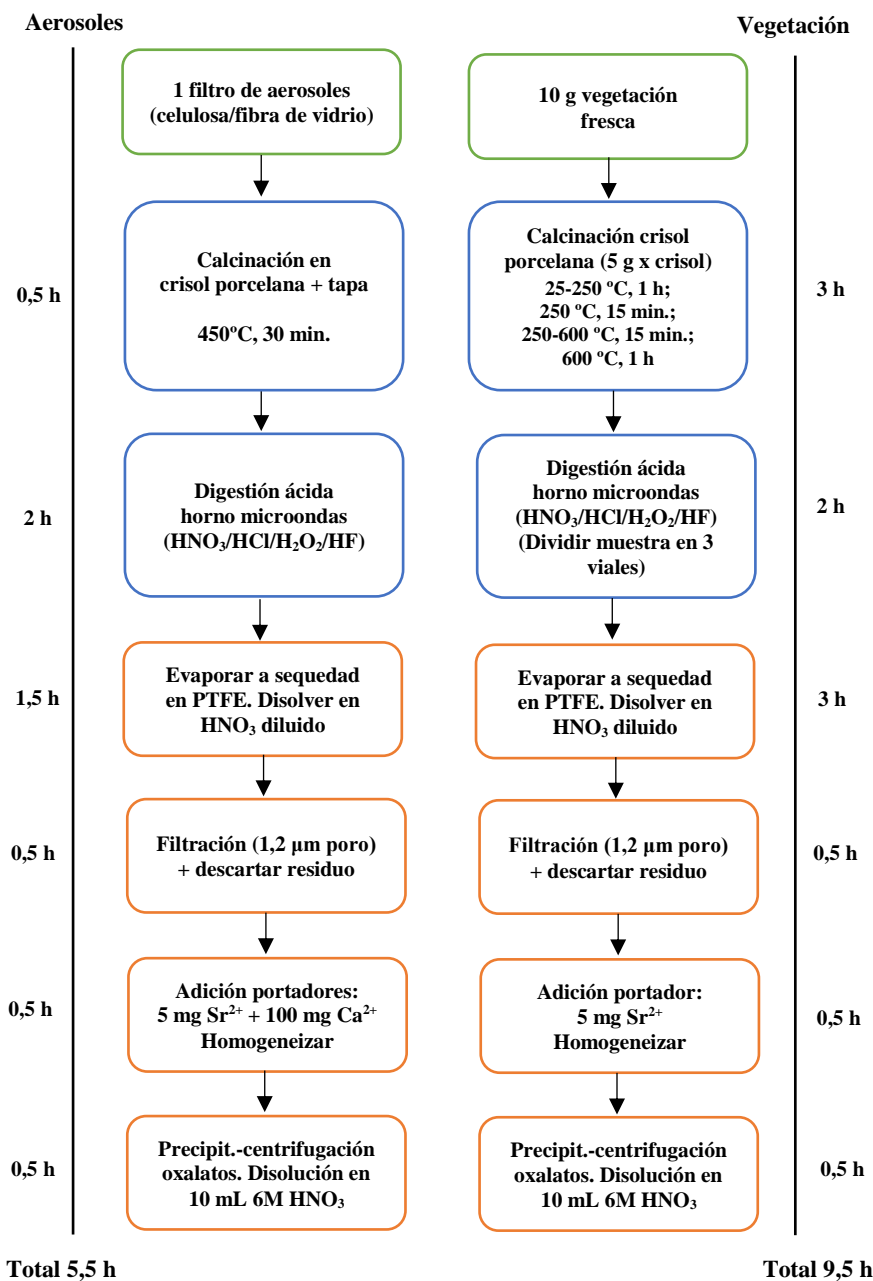 Aerosoles
Vegetación
1 filtro de aerosoles
(celulosa/fibra de vidrio)
10 g vegetación
fresca
0,5 h
Calcinación en
crisol porcelana + tapa
450ºC, 30 min.
Calcinación crisol
porcelana (5 g x crisol)
25-250 ºC, 1 h;
250 ºC, 15 min.;
250-600 ºC, 15 min.;
600 ºC, 1 h
3 h
2 h
Digestión ácida
horno microondas
(HNO₃/HCl/H₂O₂/HF)
Digestión ácida
horno microondas
(HNO₃/HCl/H₂O₂/HF)
(Dividir muestra en 3
viales)
2 h
1,5 h
Evaporar a sequedad
en PTFE. Disolver en
HNO₃ diluido
Evaporar a sequedad
en PTFE. Disolver en
HNO₃ diluido
3 h
0,5 h
Filtración (1,2 µm poro)
+ descartar residuo
Filtración (1,2 µm poro)
+ descartar residuo
0,5 h
0,5 h
Adición portadores:
5 mg Sr²⁺ + 100 mg Ca²⁺
Homogeneizar
Adición portador:
5 mg Sr²⁺
Homogeneizar
0,5 h
0,5 h
Precipit.-centrifugación
oxalatos. Disolución en
10 mL 6M HNO₃
Precipit.-centrifugación
oxalatos. Disolución en
10 mL 6M HNO₃
0,5 h
Total 5,5 h
Total 9,5 h